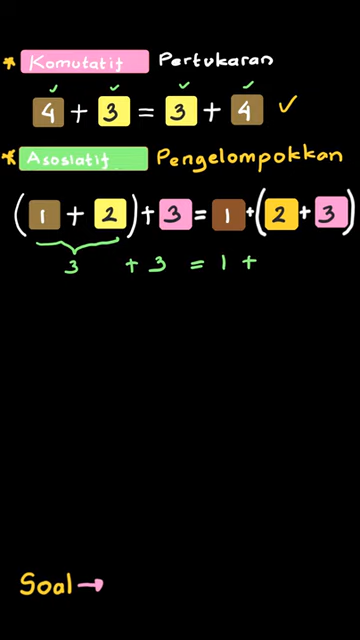 * Komutatif Pertukaran
4 + 3 = 3 + 4 ✓
* Asosiatif Pengelompokkan
(1 + 2) + 3 = 1 + (2 + 3)
3 + 3 = 1 +
Soal →